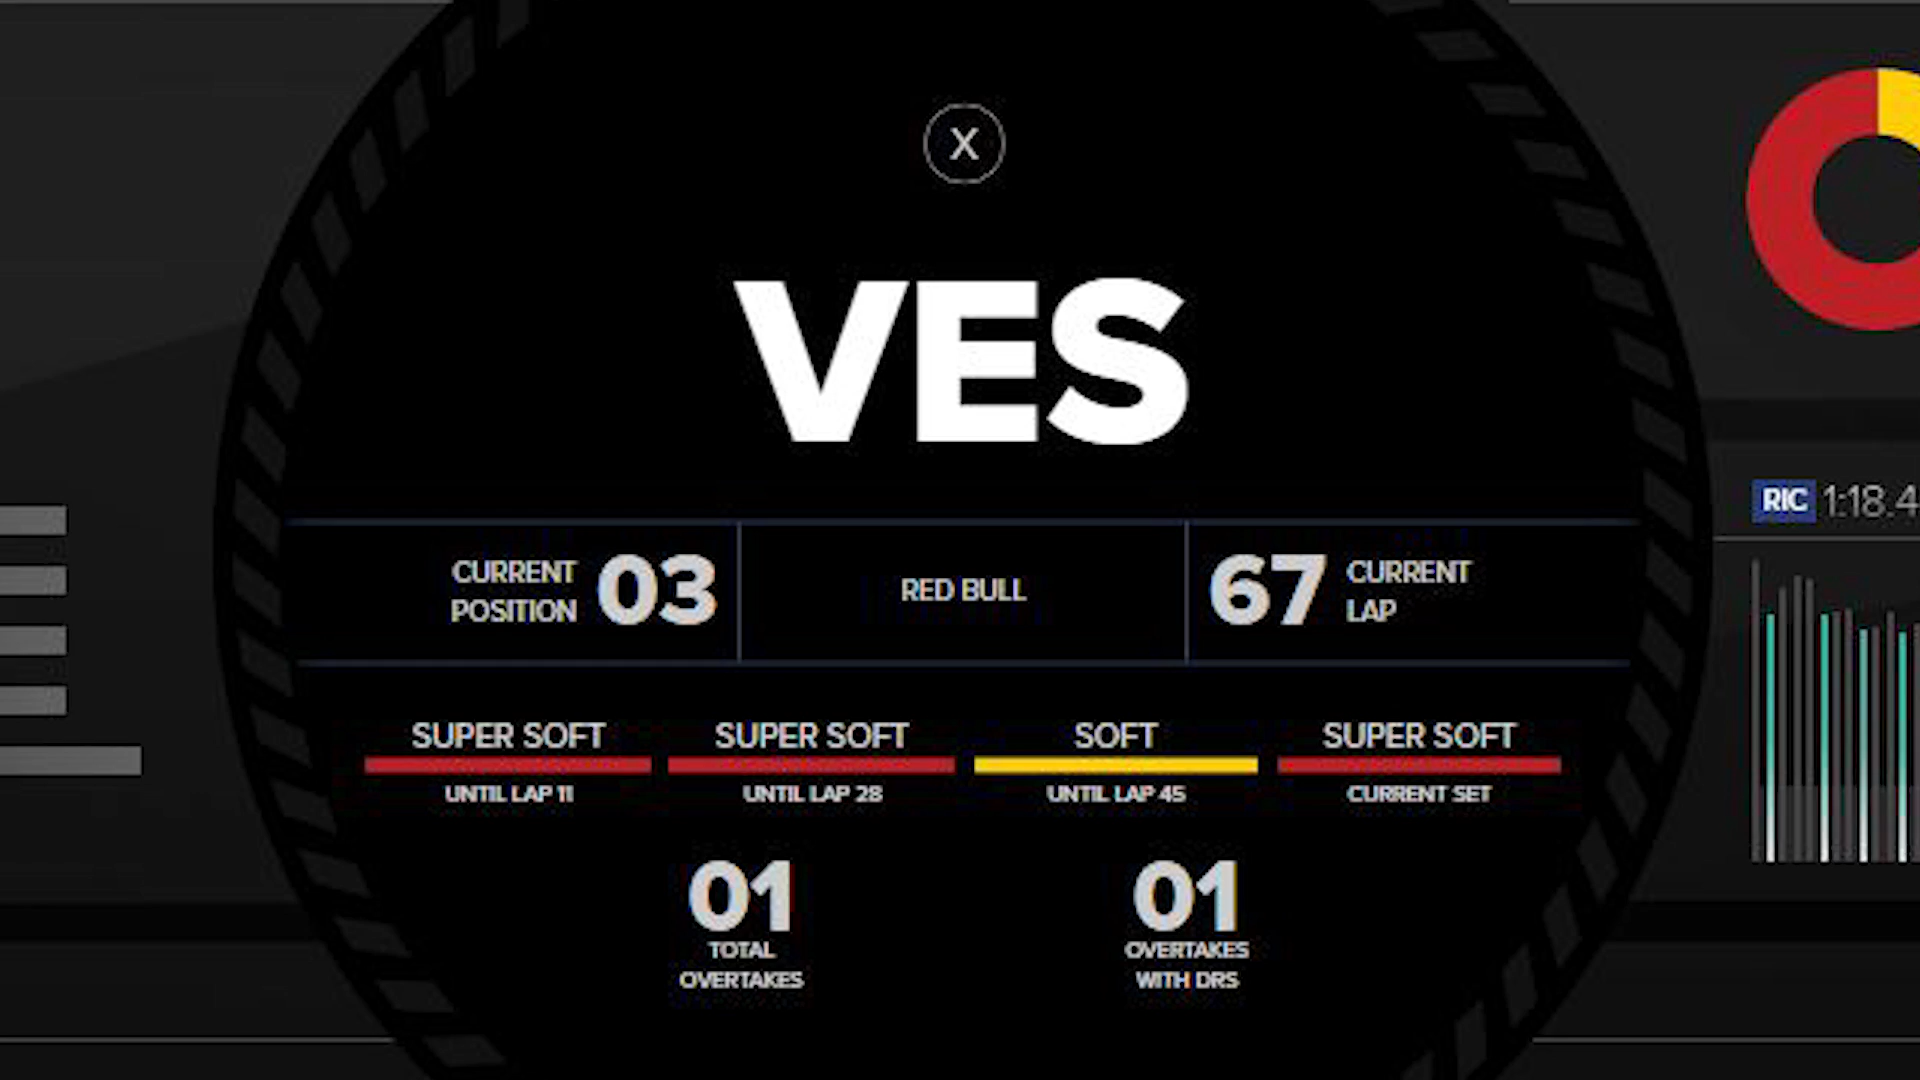 X
VES
CURRENT
POSITION
03
RED BULL
67
CURRENT
LAP
SUPER SOFT
UNTIL LAP 11
SUPER SOFT
UNTIL LAP 28
SOFT
UNTIL LAP 45
SUPER SOFT
CURRENT SET
01
TOTAL
OVERTAKES
01
OVERTAKES
WITH DRS
RIC 1:18.4